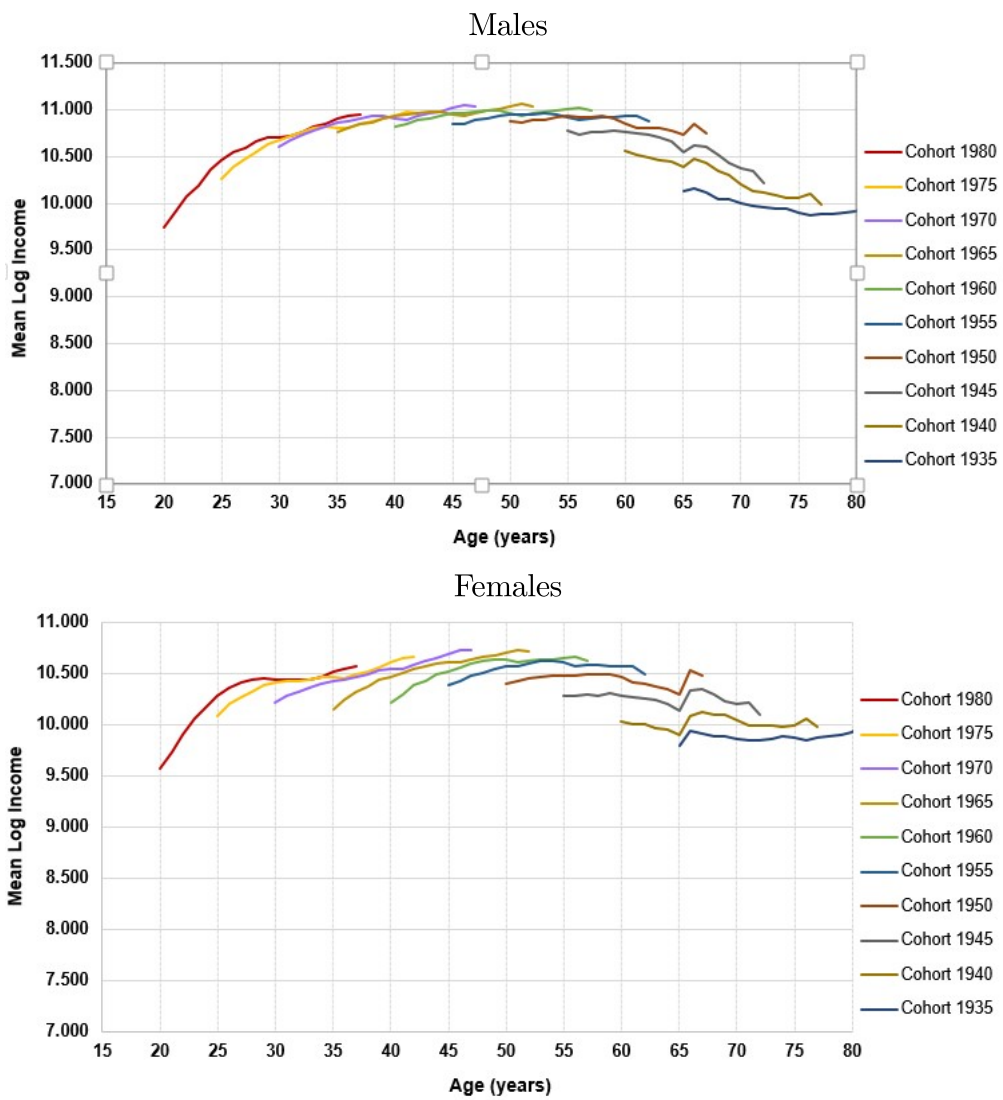 Males
11.500
11.000
10.500
10.000
9.500
9.000
8.500
8.000
7.500
7.000
Mean Log Income
15 20 25 30 35 40 45 50 55 60 65 70 75 80
Age (years)
Cohort 1980
Cohort 1975
Cohort 1970
Cohort 1965
Cohort 1960
Cohort 1955
Cohort 1950
Cohort 1945
Cohort 1940
Cohort 1935
Females
11.000
10.500
10.000
9.500
9.000
8.500
8.000
7.500
7.000
Mean Log Income
15 20 25 30 35 40 45 50 55 60 65 70 75 80
Age (years)
Cohort 1980
Cohort 1975
Cohort 1970
Cohort 1965
Cohort 1960
Cohort 1955
Cohort 1950
Cohort 1945
Cohort 1940
Cohort 1935